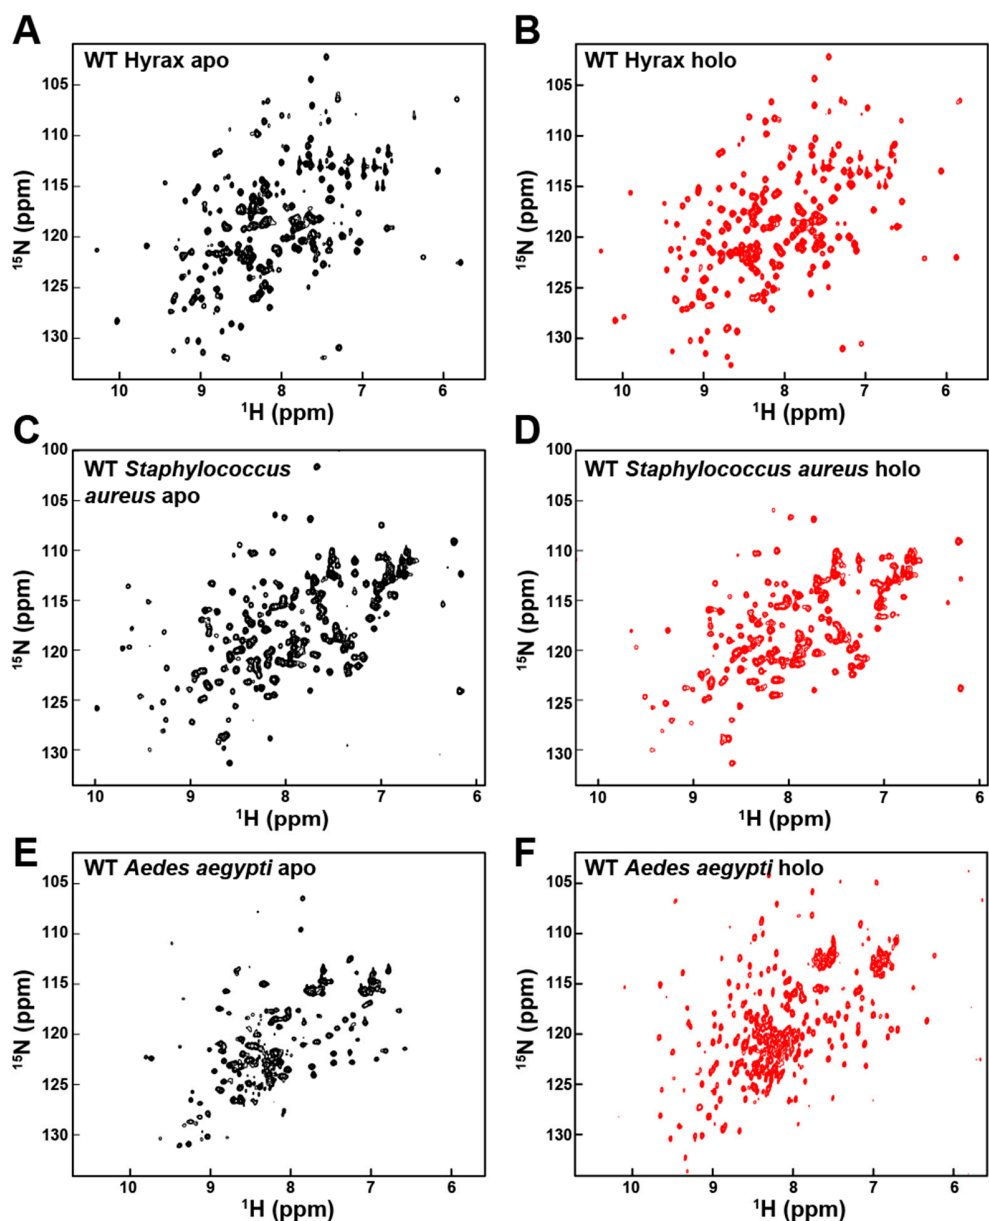 A
B
WT Hyrax apo
WT Hyrax holo
105
110
115
120
125
130
¹⁵N (ppm)
10 9 8 7 6
¹H (ppm)
105
110
115
120
125
130
¹⁵N (ppm)
10 9 8 7 6
¹H (ppm)
C
D
WT Staphylococcus
aureus apo
WT Staphylococcus aureus holo
100
105
110
115
120
125
130
¹⁵N (ppm)
10 9 8 7 6
¹H (ppm)
100
105
110
115
120
125
130
¹⁵N (ppm)
10 9 8 7 6
¹H (ppm)
E
F
WT Aedes aegypti apo
WT Aedes aegypti holo
105
110
115
120
125
130
¹⁵N (ppm)
10 9 8 7 6
¹H (ppm)
105
110
115
120
125
130
¹⁵N (ppm)
10 9 8 7 6
¹H (ppm)